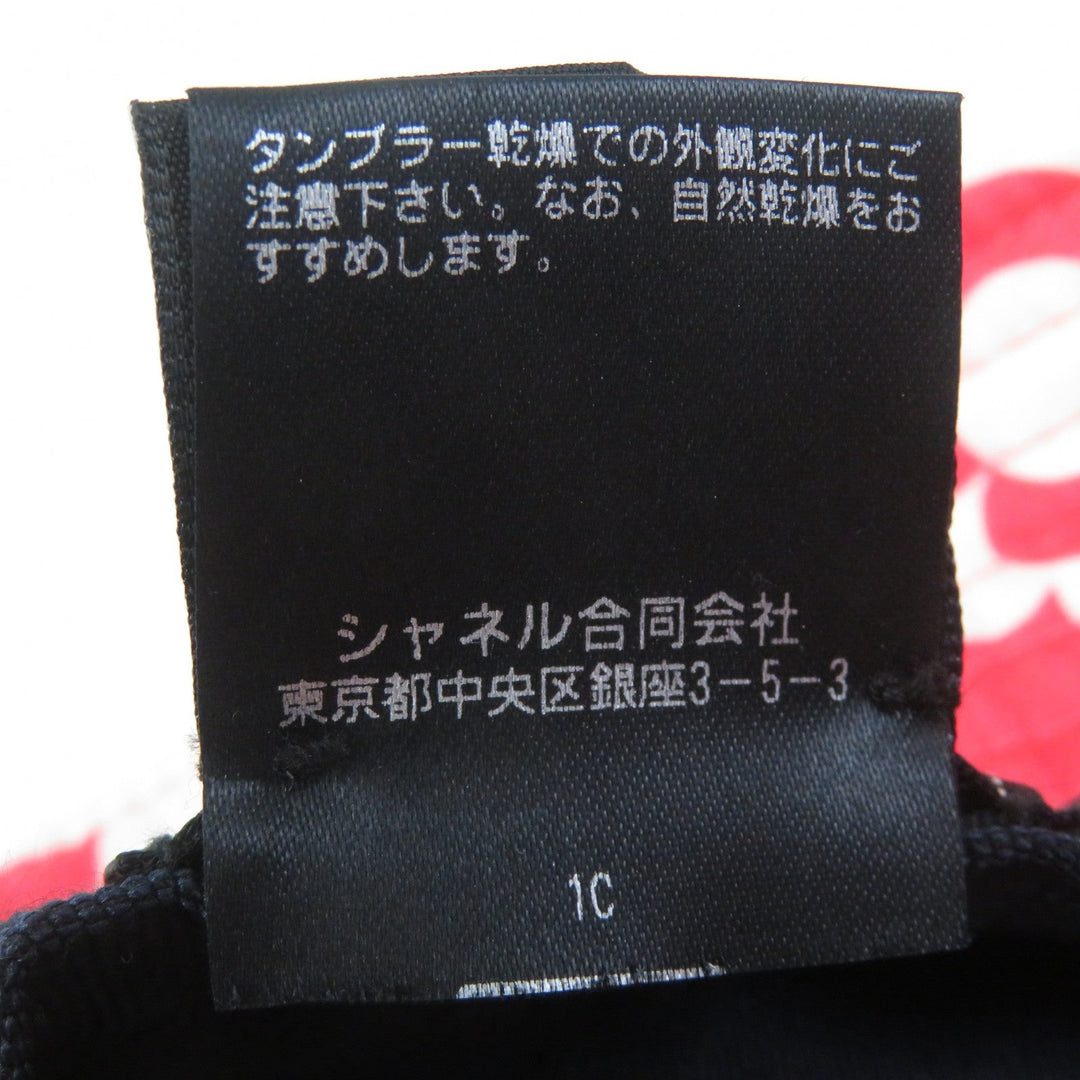 タンブラー乾燥での外観変化にご
注意下さい。なお、自然乾燥をお
すすめします。
シャネル合同会社
東京都中央区銀座3-5-3
1C